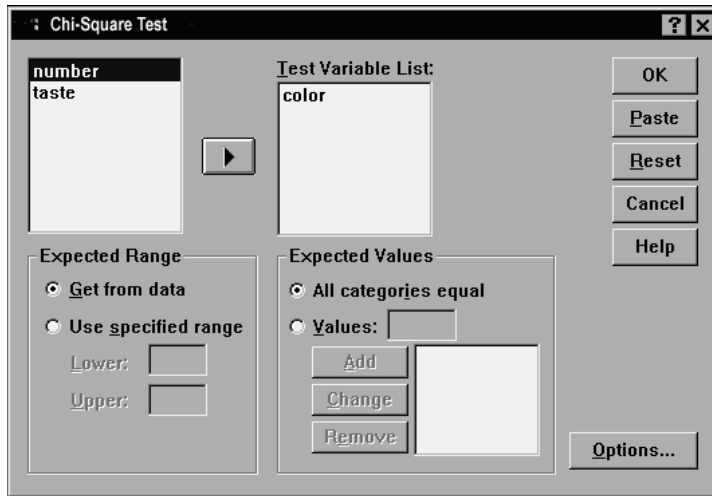 Chi-Square Test
number
taste
Test Variable List:
color
OK
Paste
Reset
Cancel
Help
Expected Range
Get from data
Use specified range
Lower:
Upper:
Expected Values
All categories equal
Values:
Add
Change
Remove
Options...